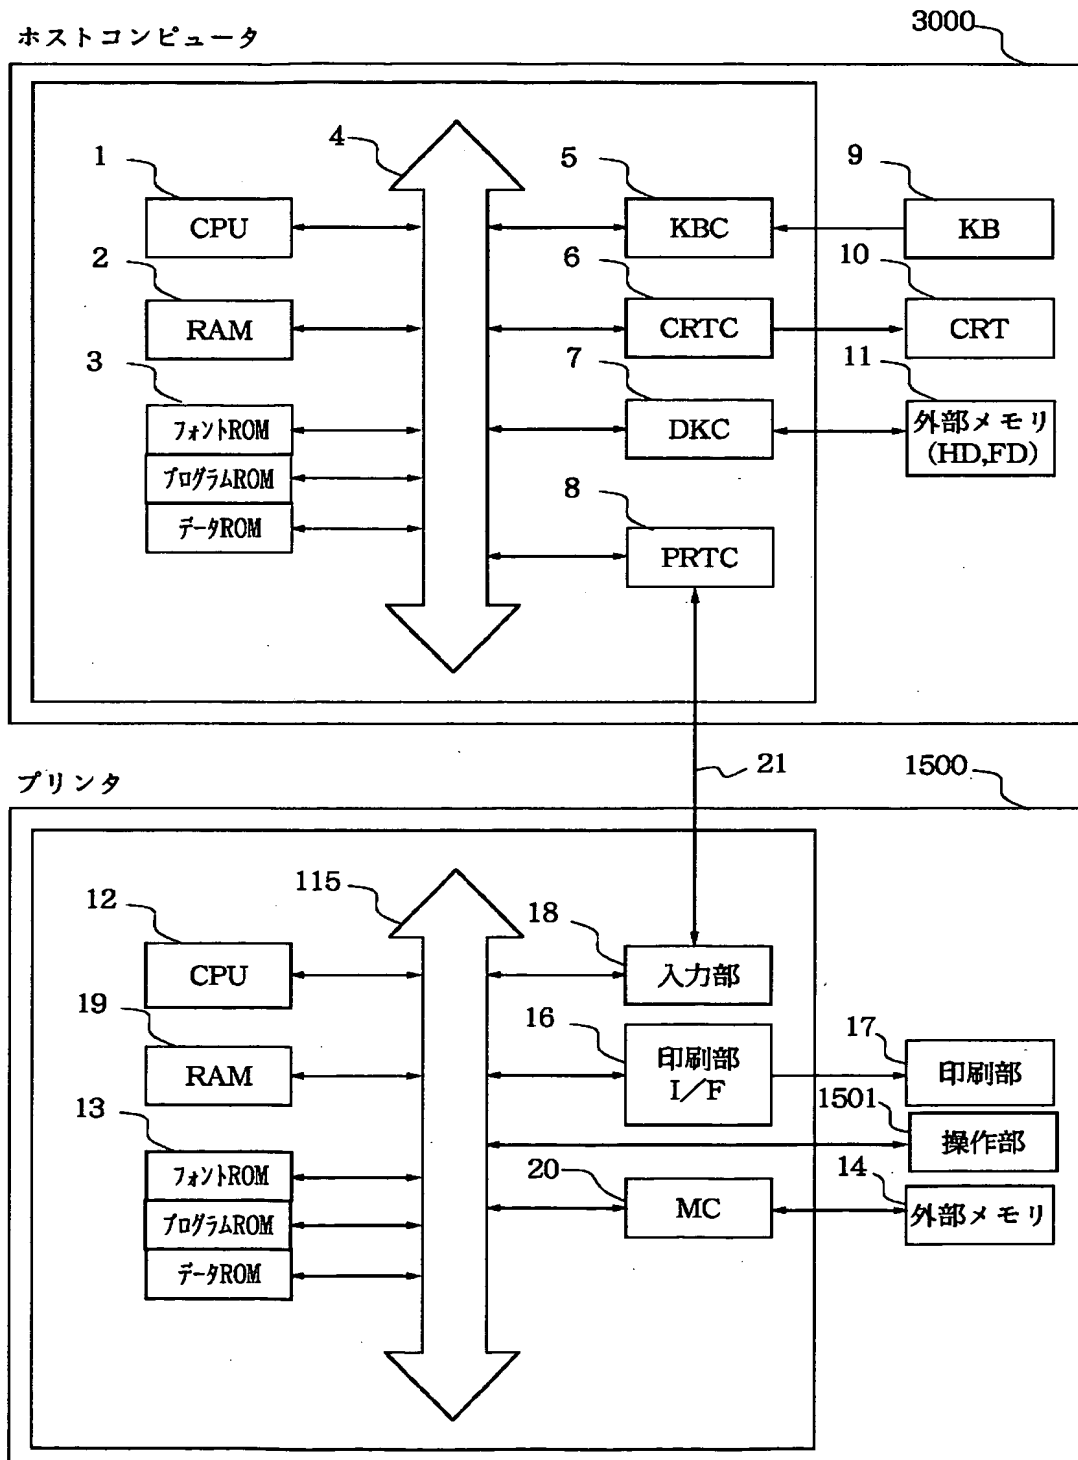 ホストコンピュータ
3000
4
1
5
9
CPU
KBC
KB
2
6
10
RAM
CRTC
CRT
3
7
11
フォントROM
DKC
外部メモリ
(HD,FD)
プログラムROM
8
データROM
PRTC
21
プリンタ
1500
115
12
18
CPU
入力部
19
16
17
RAM
印刷部
I/F
印刷部
1501
13
操作部
フォントROM
20
14
プログラムROM
MC
外部メモリ
データROM